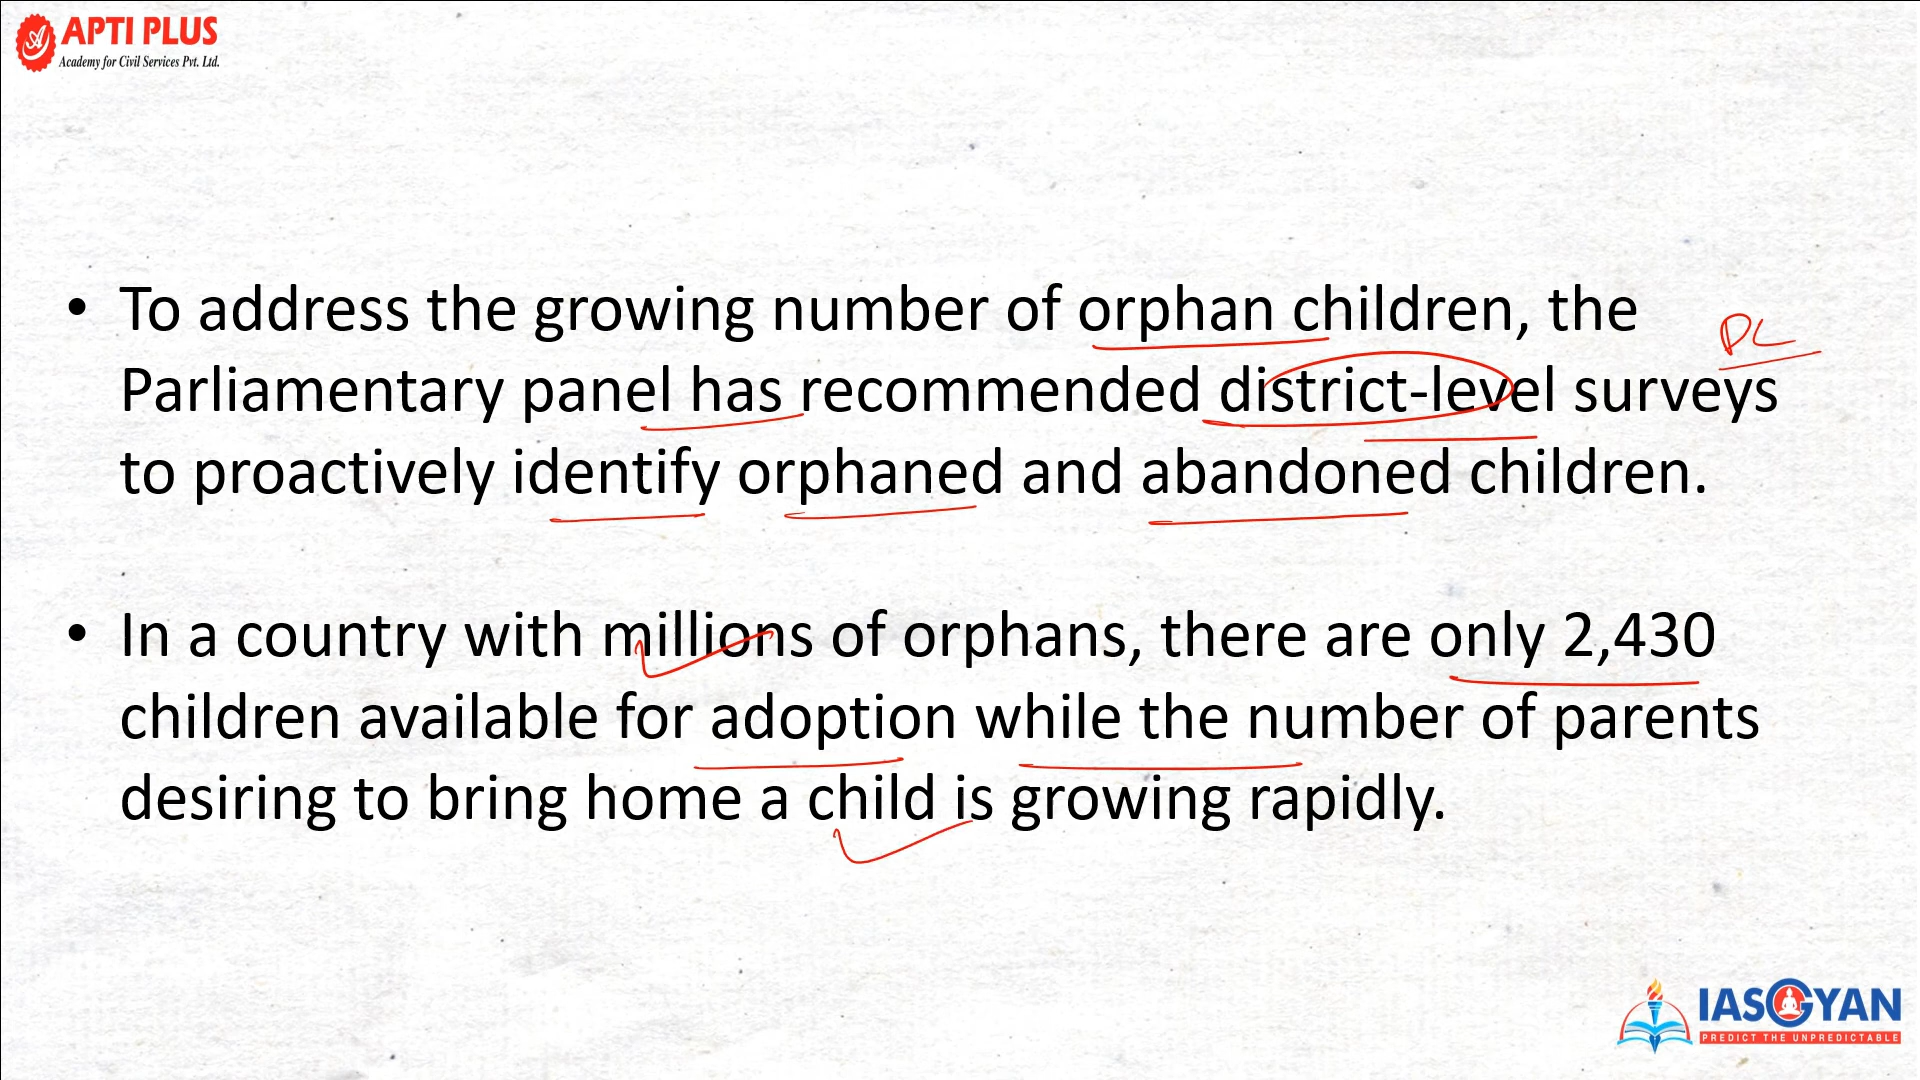 APTI PLUS
Academy for Civil Services Pvt. Ltd.
• To address the growing number of orphan children, the
Parliamentary panel has recommended district-level surveys
to proactively identify orphaned and abandoned children.
• In a country with millions of orphans, there are only 2,430
children available for adoption while the number of parents
desiring to bring home a child is growing rapidly.
IASGYAN
PREDICT THE UNPREDICTABLE